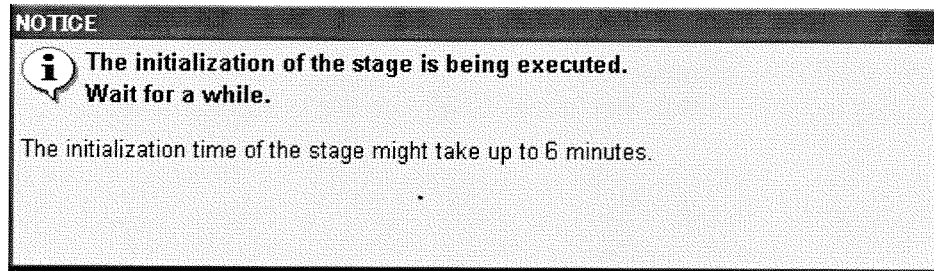 NOTICE
The initialization of the stage is being executed.
Wait for a while.
The initialization time of the stage might take up to 6 minutes.